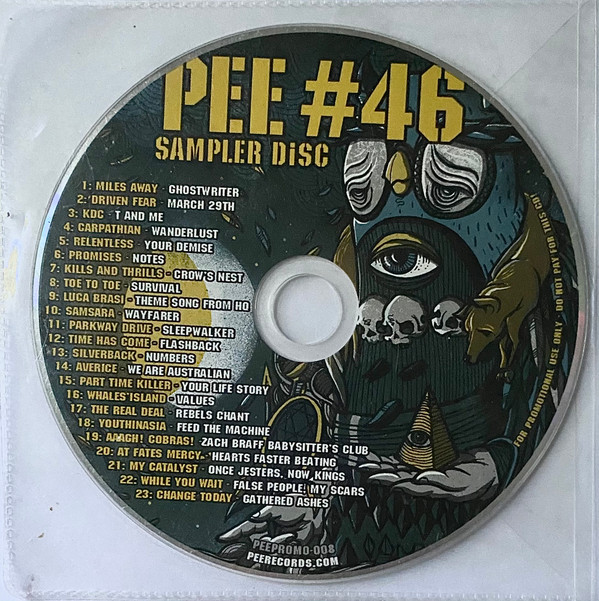 PEE #46
SAMPLER DISC
1: MILES AWAY - GHOSTWRITER
2: DRIVEN FEAR - MARCH 29TH
3: KDC - T AND ME
4: CARPATHIAN - WANDERLUST
5: RELENTLESS - YOUR DEMISE
6: PROMISES - NOTES
7: KILLS AND THRILLS - CROW'S NEST
8: TOE TO TOE - SURVIVAL
9: LUCA BRASI - THEME SONG FROM HQ
10: SAMSARA - WAYFARER
11: PARKWAY DRIVE - SLEEPWALKER
12: TIME HAS COME - FLASHBACK
13: SILVERBACK - NUMBERS
14: AVERICE - WE ARE AUSTRALIAN
15: PART TIME KILLER - YOUR LIFE STORY
16: WHALES ISLAND - VALUES
17: THE REAL DEAL - REBELS CHANT
18: YOUTHINASIA - FEED THE MACHINE
19: AAAGH! COBRAS! - ZACH BRAFF BABYSITTER'S CLUB
20: AT FATES MERCY - HEARTS FASTER BEATING
21: MY CATALYST - ONCE JESTERS, NOW KINGS
22: WHILE YOU WAIT - FALSE PEOPLE, MY SCARS
23: CHANGE TODAY - GATHERED ASHES
PEEPROMO-008
PEERECORDS.COM
FOR PROMOTIONAL USE ONLY - DO NOT PAY FOR THIS CD!